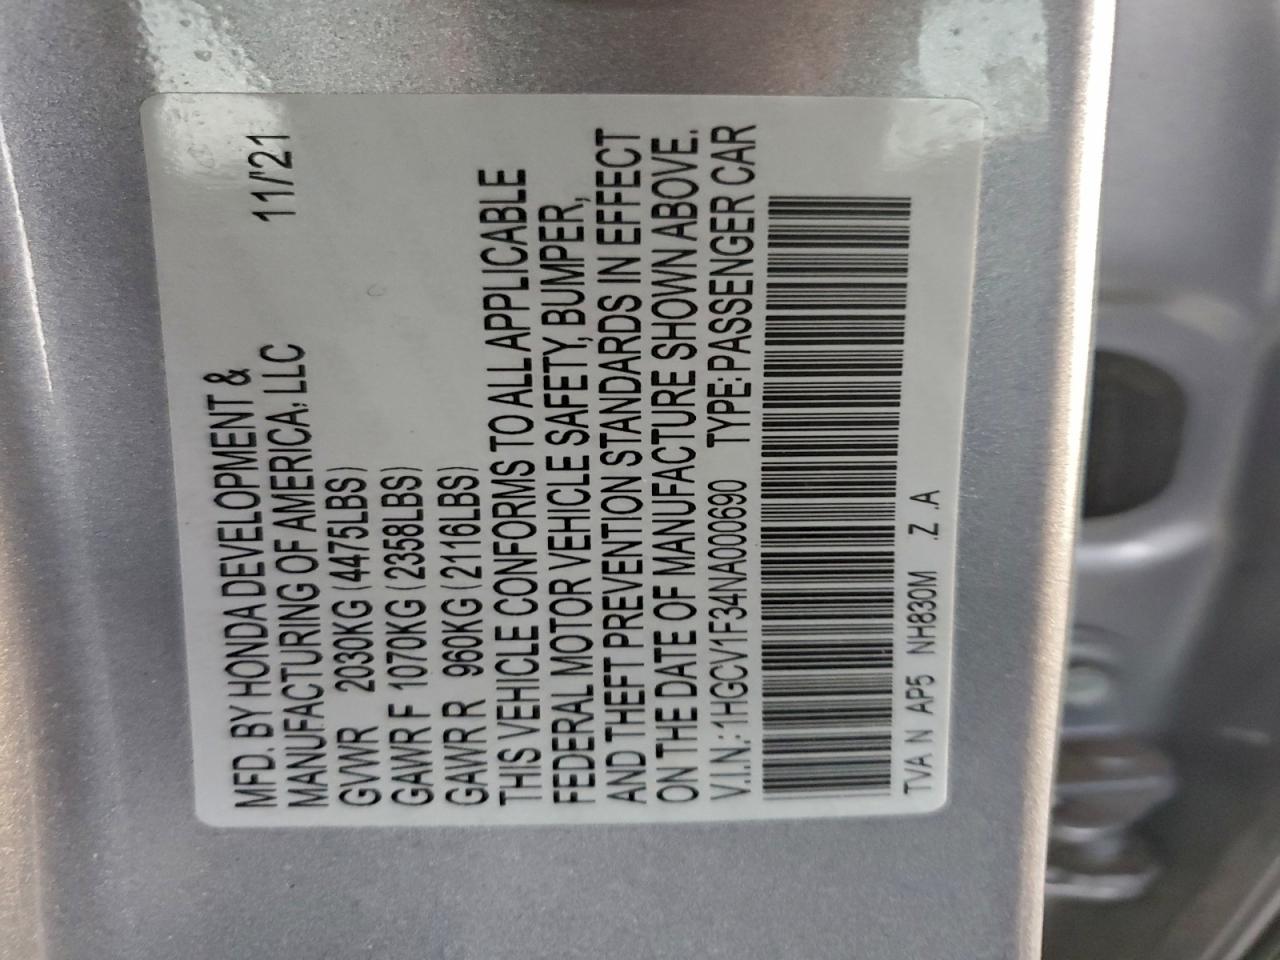 MFD. BY HONDA DEVELOPMENT & 11/'21
MANUFACTURING OF AMERICA. LLC
GVWR 2030KG (4475LBS)
GAWR F 1070KG (2358LBS)
GAWR R 960KG (2116LBS)
THIS VEHICLE CONFORMS TO ALL APPLICABLE
FEDERAL MOTOR VEHICLE SAFETY, BUMPER,
AND THEFT PREVENTION STANDARDS IN EFFECT
ON THE DATE OF MANUFACTURE SHOWN ABOVE.
V.I.N.: 1HGCV1F34NA000690 TYPE: PASSENGER CAR
TVA N AP5 NH830M .Z .A